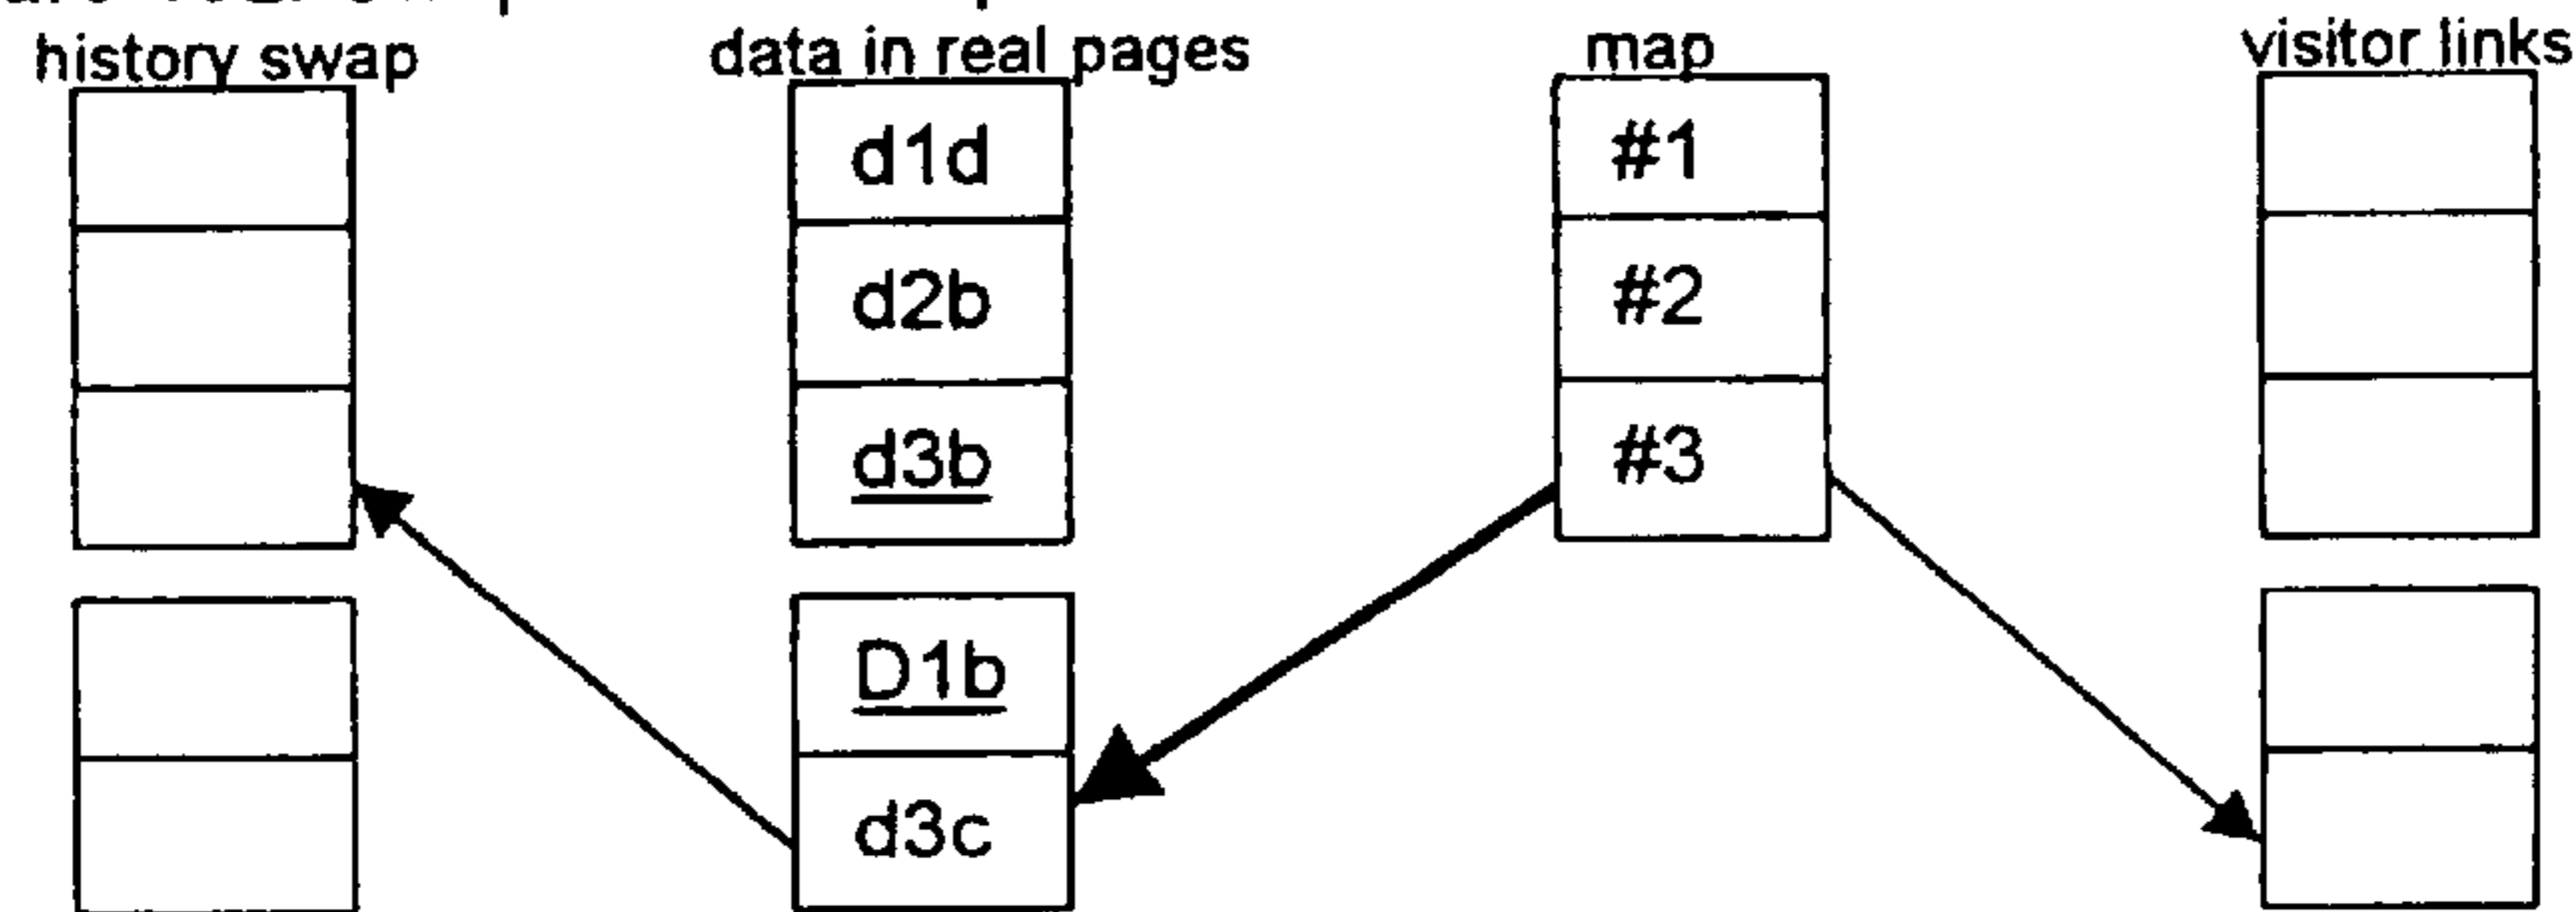 history swap
data in real pages
map
visitor links
d1d
#1
d2b
#2
d3b
#3
D1b
d3c